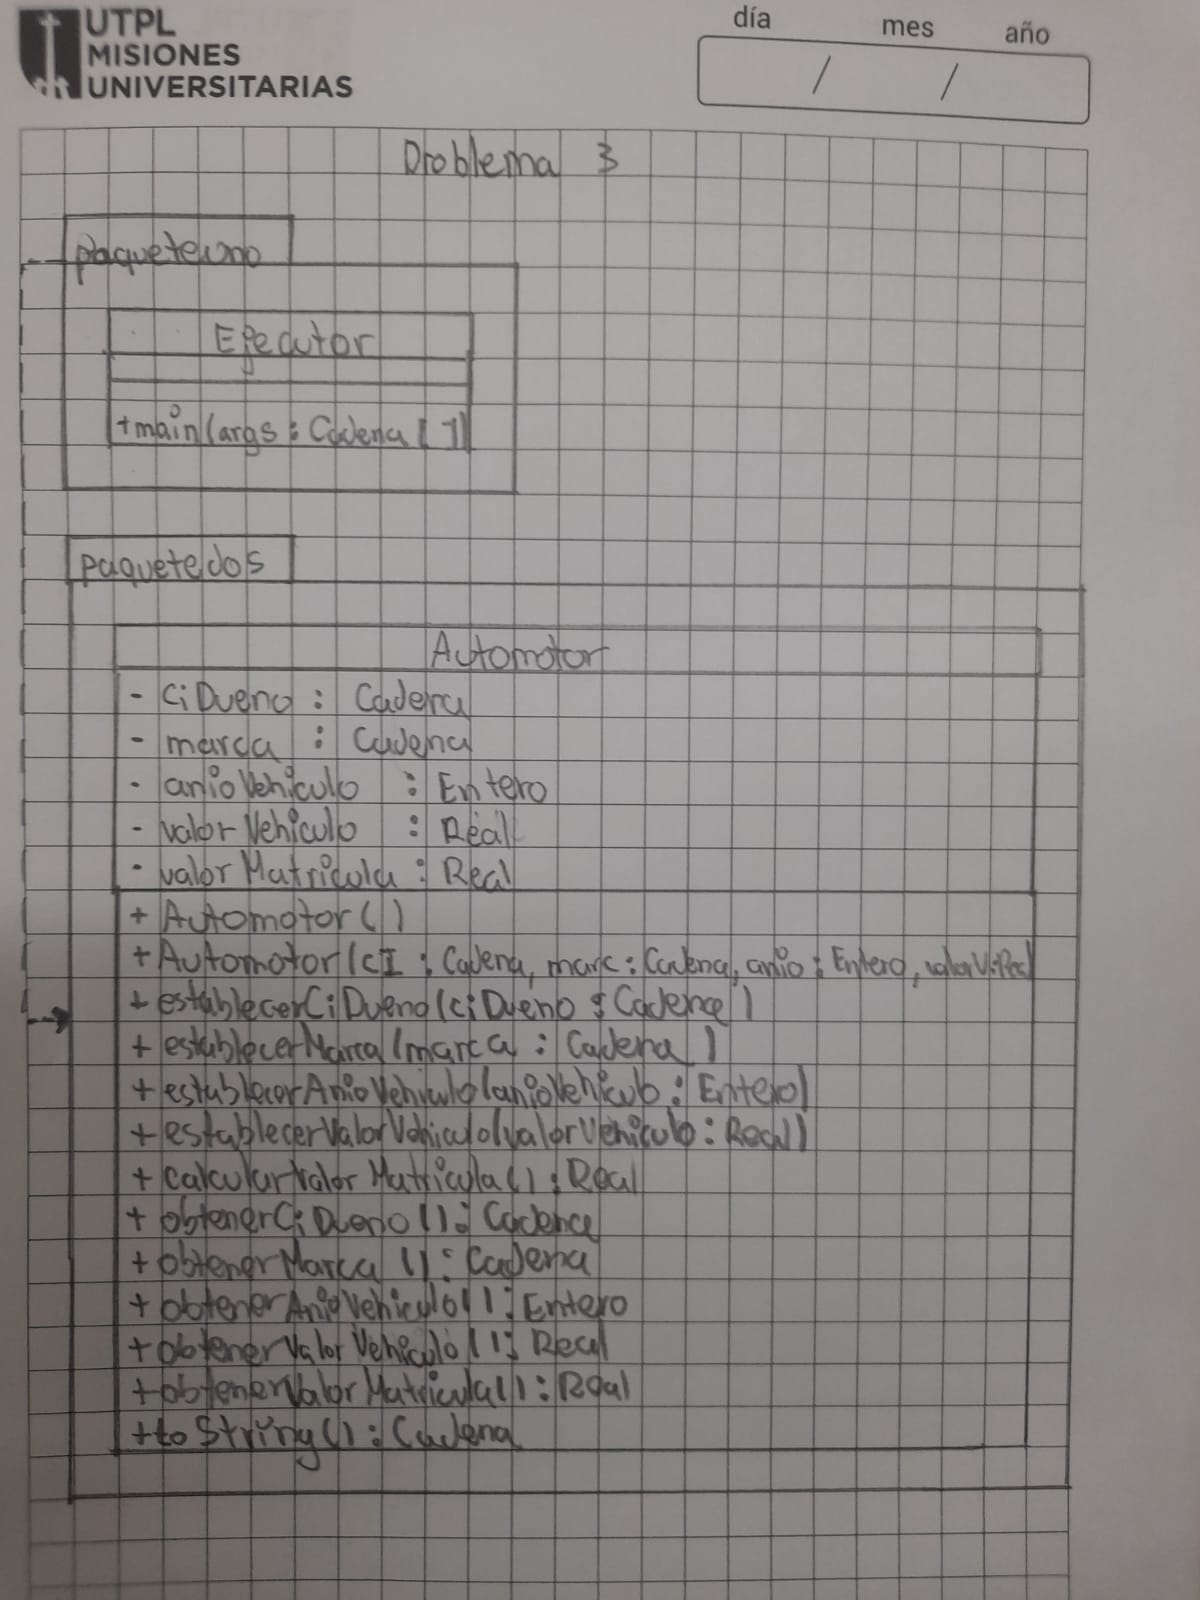 UTPL
MISIONES
UNIVERSITARIAS
día mes año
/ /
Problema 3
paqueteuno
Ejecutor
+main(args : Cadena [ ])
paquetedos
Automotor
- CiDueno : Cadena
- marca : Cadena
- anioVehiculo : Entero
- valorVehiculo : Real
- valorMatricula : Real
+ Automotor()
+ Automotor(cI : Cadena, marc : Cadena, anio : Entero, valorV: Real
+ establecerCiDueno(ciDueno : Cadena)
+ establecerMarca(marca : Cadena)
+ establecerAnioVehiculo(anioVehiculo : Entero)
+ establecerValorVehiculo(valorVehiculo : Real)
+ calcularValorMatricula() : Real
+ obtenerCiDueno() : Cadena
+ obtenerMarca() : Cadena
+ obtenerAnioVehiculo() : Entero
+ obtenerValorVehiculo() : Real
+ obtenerValorMatricula() : Real
+ toString() : Cadena